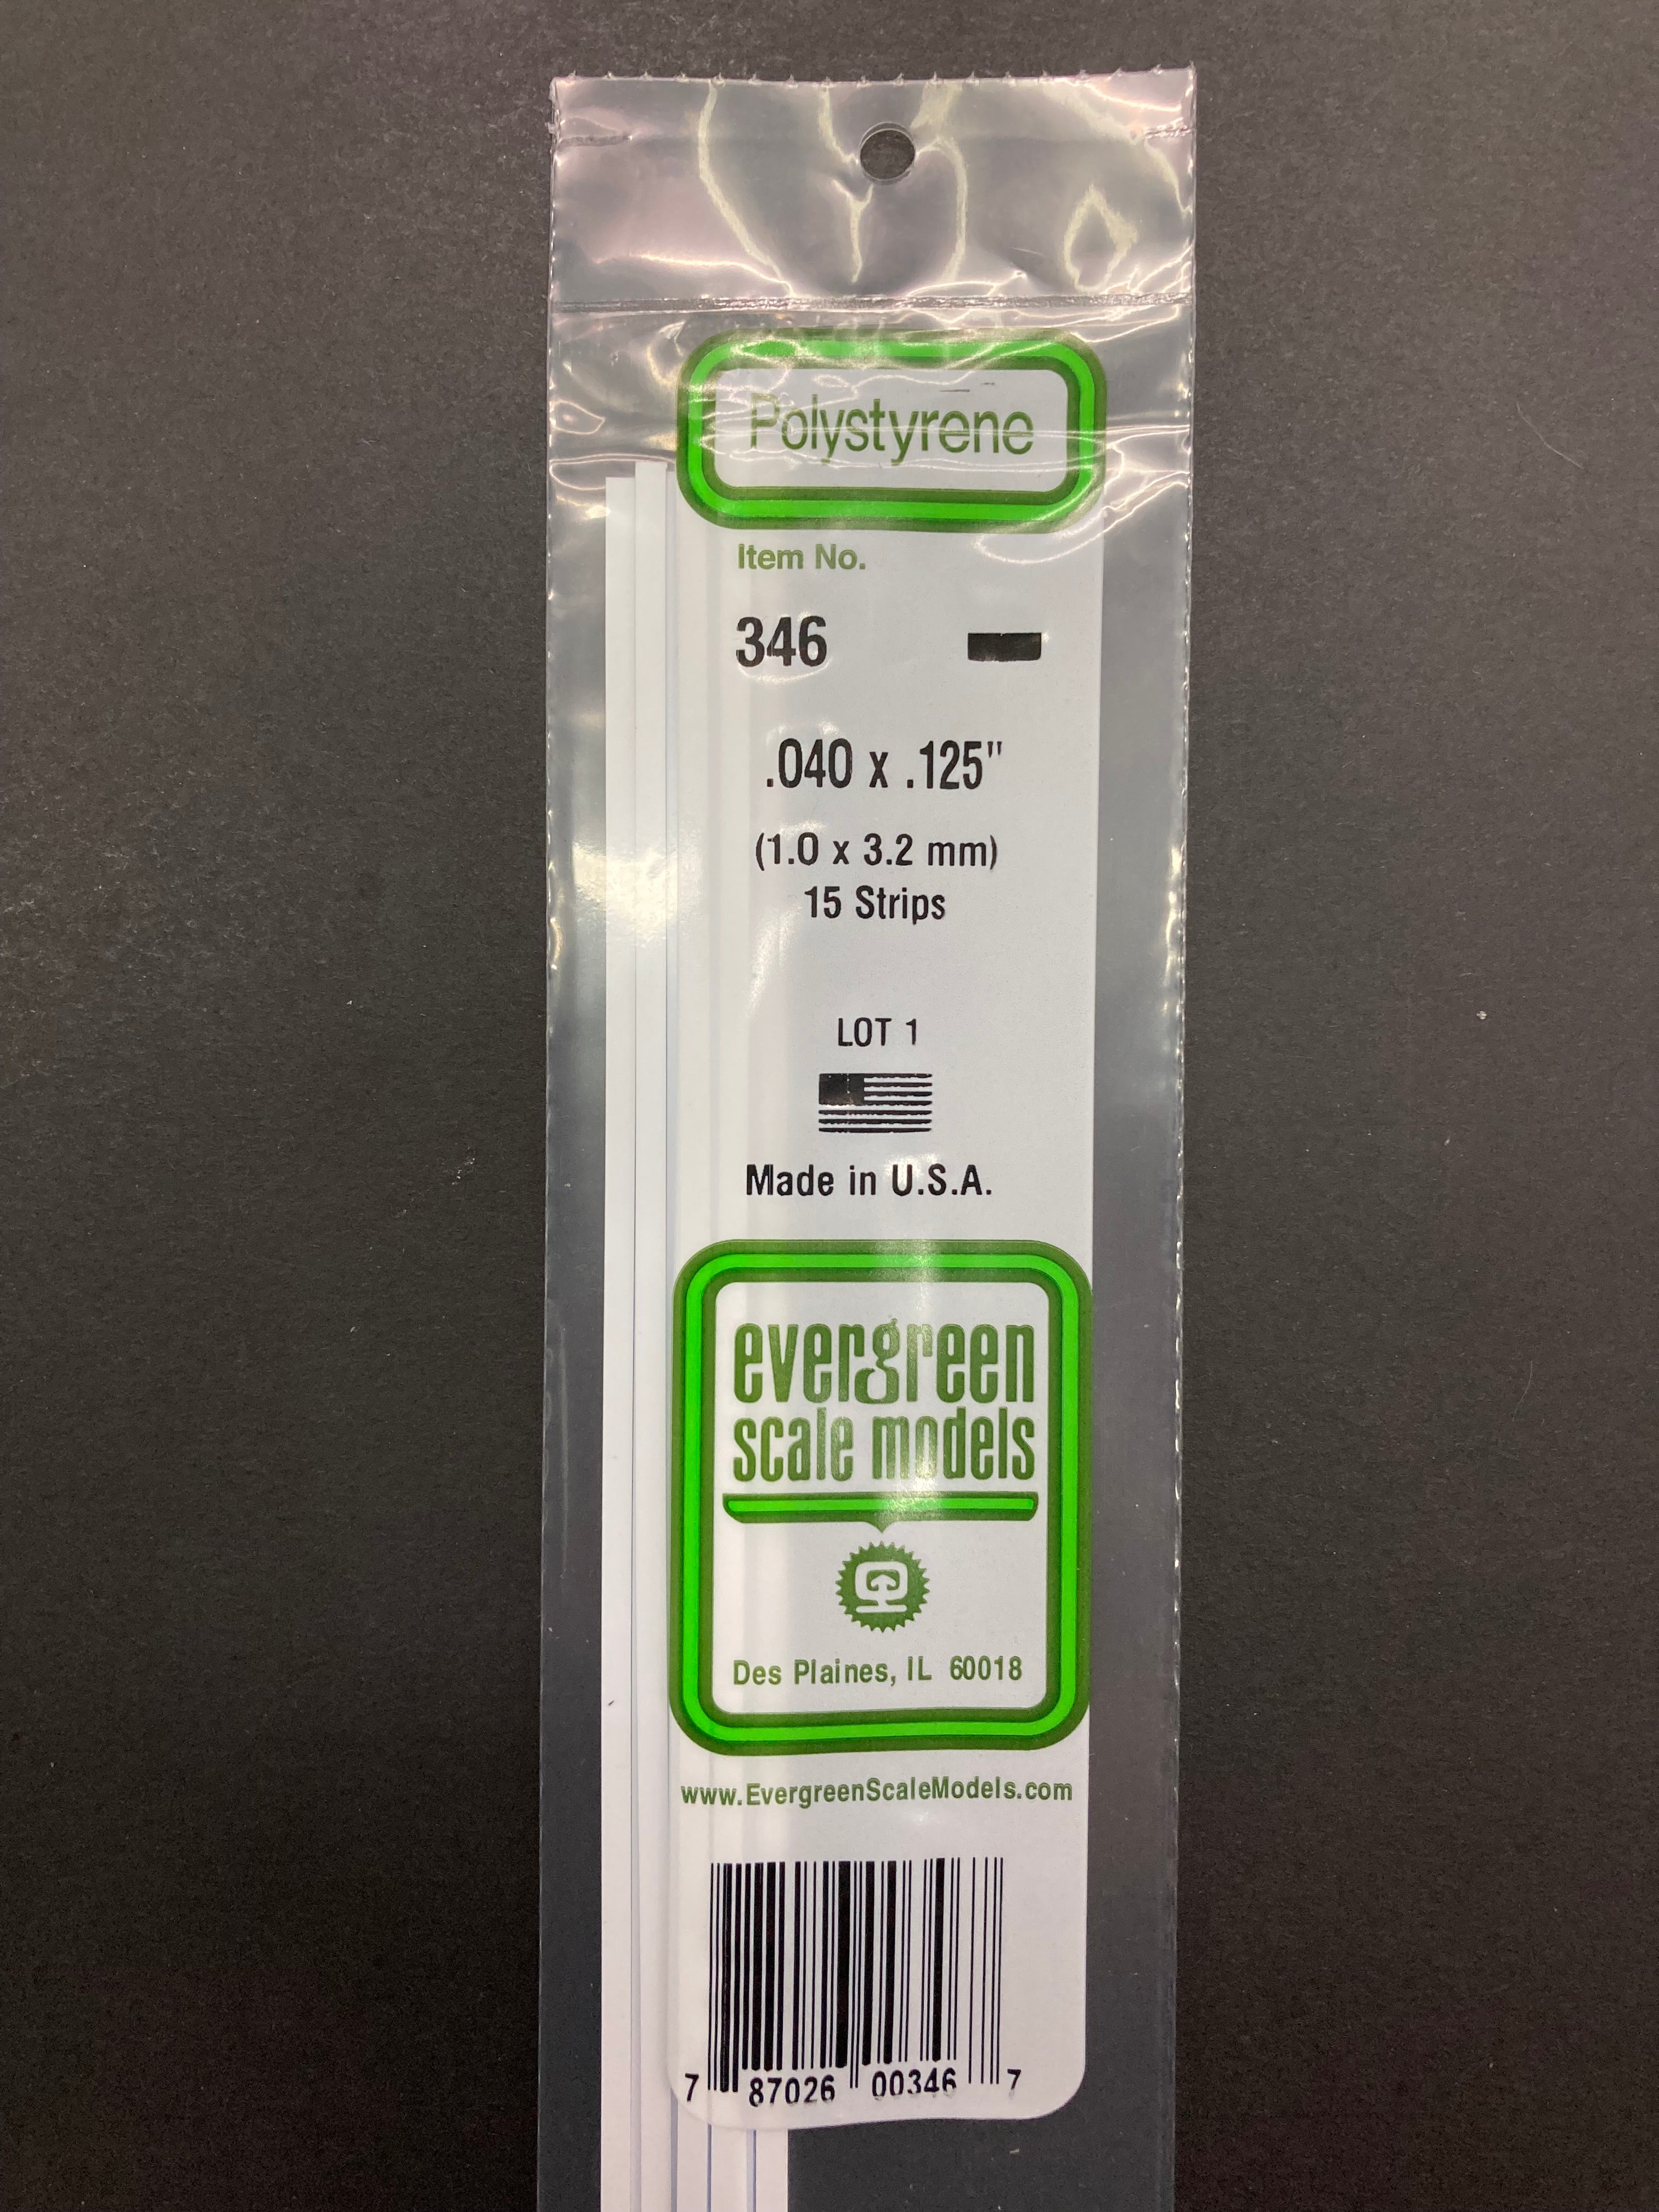 Polystyrene
Item No.
346
.040 x .125"
(1.0 x 3.2 mm)
15 Strips
LOT 1
Made in U.S.A.
evergreen
scale models
Des Plaines, IL 60018
www.EvergreenScaleModels.com
7 87026 00346 7